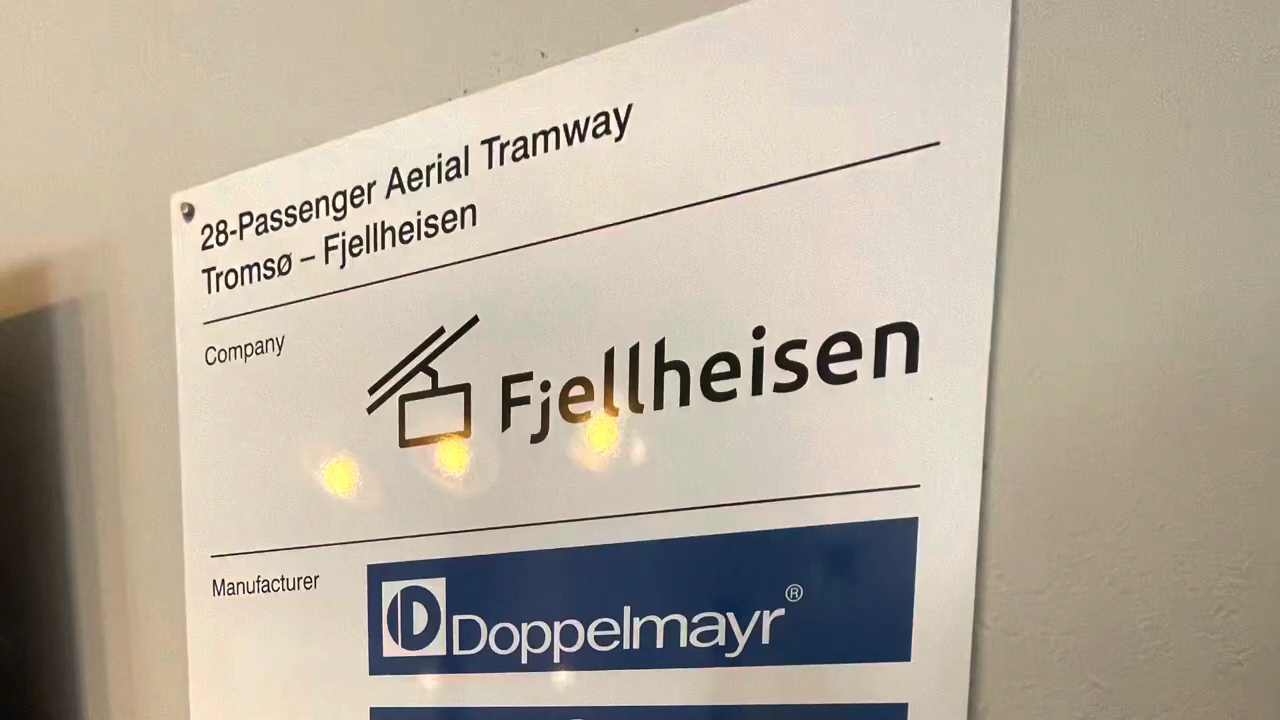 28-Passenger Aerial Tramway
Tromsø – Fjellheisen
Company
Fjellheisen
Manufacturer
D Doppelmayr®